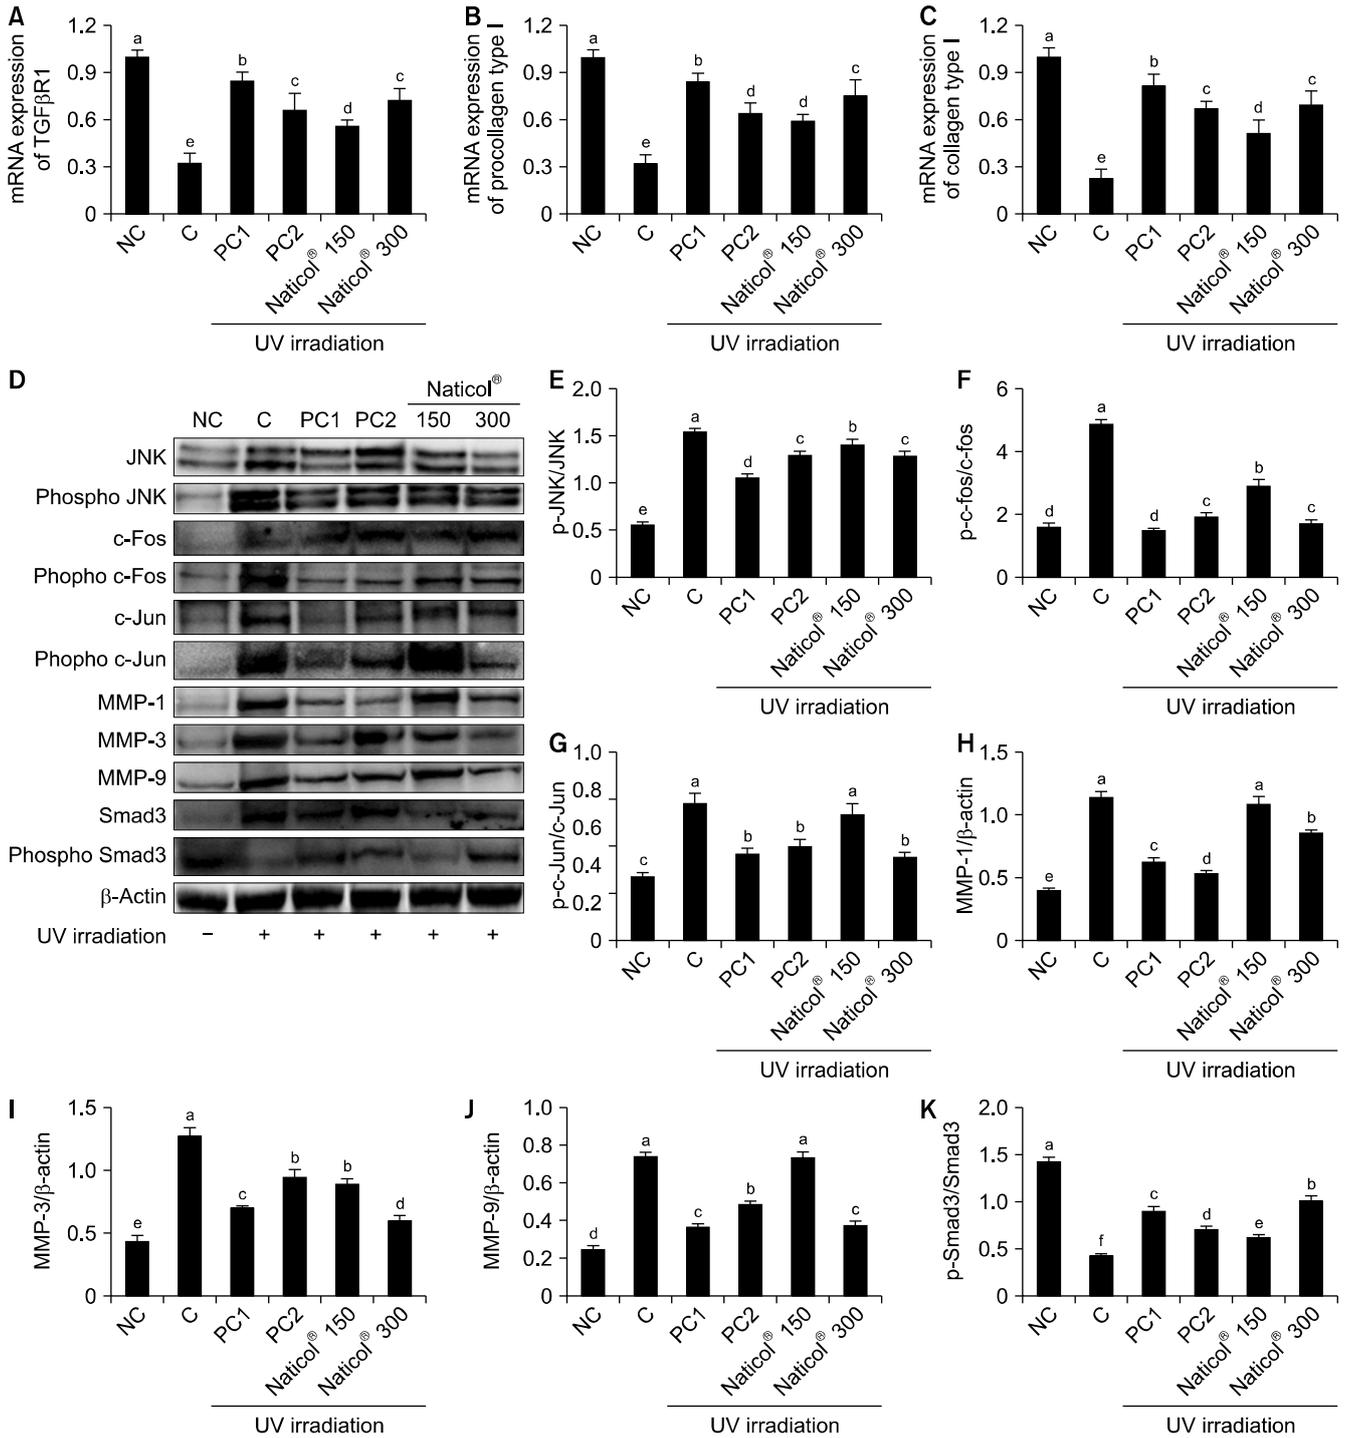 A
mRNA expression
of TGFβR1
1.2
0.9
0.6
0.3
0
a
e
b
c
d
c
NC
C
PC1
PC2
Naticol® 150
Naticol® 300
UV irradiation
B
mRNA expression
of procollagen type I
1.2
0.9
0.6
0.3
0
a
e
b
d
d
c
NC
C
PC1
PC2
Naticol® 150
Naticol® 300
UV irradiation
C
mRNA expression
of collagen type I
1.2
0.9
0.6
0.3
0
a
e
b
c
d
c
NC
C
PC1
PC2
Naticol® 150
Naticol® 300
UV irradiation
D
Naticol®
NC C PC1 PC2 150 300
JNK
Phospho JNK
c-Fos
Phopho c-Fos
c-Jun
Phopho c-Jun
MMP-1
MMP-3
MMP-9
Smad3
Phospho Smad3
β-Actin
UV irradiation − + + + + +
E
p-JNK/JNK
2.0
1.5
1.0
0.5
0
e
a
d
c
b
c
NC
C
PC1
PC2
Naticol® 150
Naticol® 300
UV irradiation
F
p-c-fos/c-fos
6
4
2
0
d
a
d
c
b
c
NC
C
PC1
PC2
Naticol® 150
Naticol® 300
UV irradiation
G
p-c-Jun/c-Jun
1.0
0.8
0.6
0.4
0.2
0
c
a
b
b
a
b
NC
C
PC1
PC2
Naticol® 150
Naticol® 300
UV irradiation
H
MMP-1/β-actin
1.5
1.0
0.5
0
e
a
c
d
a
b
NC
C
PC1
PC2
Naticol® 150
Naticol® 300
UV irradiation
I
MMP-3/β-actin
1.5
1.0
0.5
0
e
a
c
b
b
d
NC
C
PC1
PC2
Naticol® 150
Naticol® 300
UV irradiation
J
MMP-9/β-actin
1.0
0.8
0.6
0.4
0.2
0
d
a
c
b
a
c
NC
C
PC1
PC2
Naticol® 150
Naticol® 300
UV irradiation
K
p-Smad3/Smad3
2.0
1.5
1.0
0.5
0
a
f
c
d
e
b
NC
C
PC1
PC2
Naticol® 150
Naticol® 300
UV irradiation